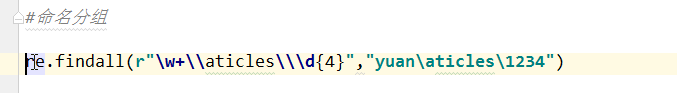 #命名分组
re.findall(r"\w+\\aticles\\\d{4}","yuan\aticles\1234")